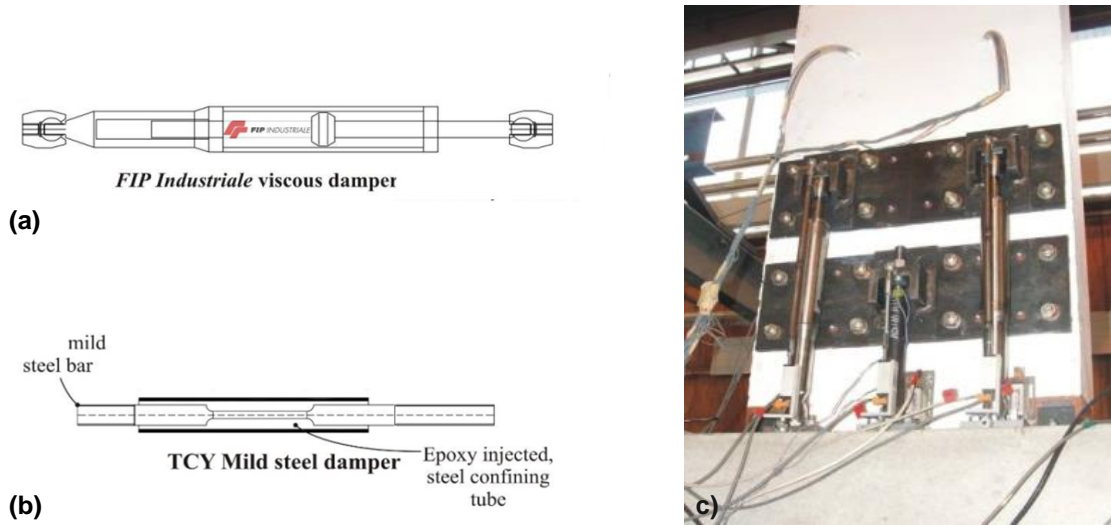 FIP INDUSTRIALE
FIP Industriale viscous damper
(a)
mild
steel bar
TCY Mild steel damper
Epoxy injected,
steel confining
tube
(b)
c)